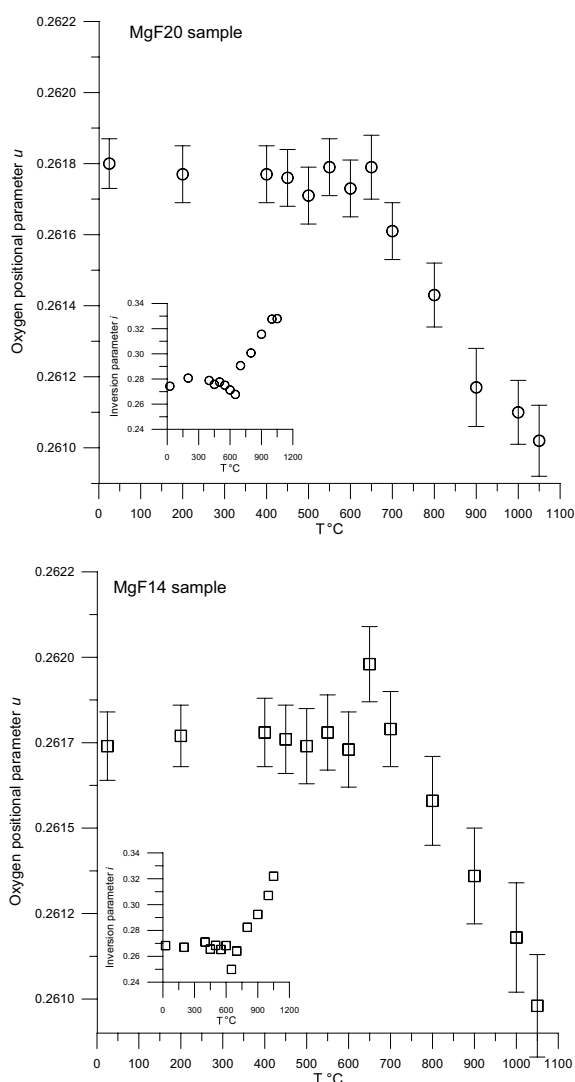 MgF20 sample
Oxygen positional parameter u
0.2622
0.2620
0.2618
0.2616
0.2614
0.2612
0.2610
Inversion parameter i
0.34
0.32
0.30
0.28
0.26
0.24
0 300 600 900 1200
T °C
0 100 200 300 400 500 600 700 800 900 1000 1100
T °C
MgF14 sample
Oxygen positional parameter u
0.2622
0.2620
0.2617
0.2615
0.2612
0.2610
Inversion parameter i
0.34
0.32
0.30
0.28
0.26
0.24
0 300 600 900 1200
T °C
0 100 200 300 400 500 600 700 800 900 1000 1100
T °C